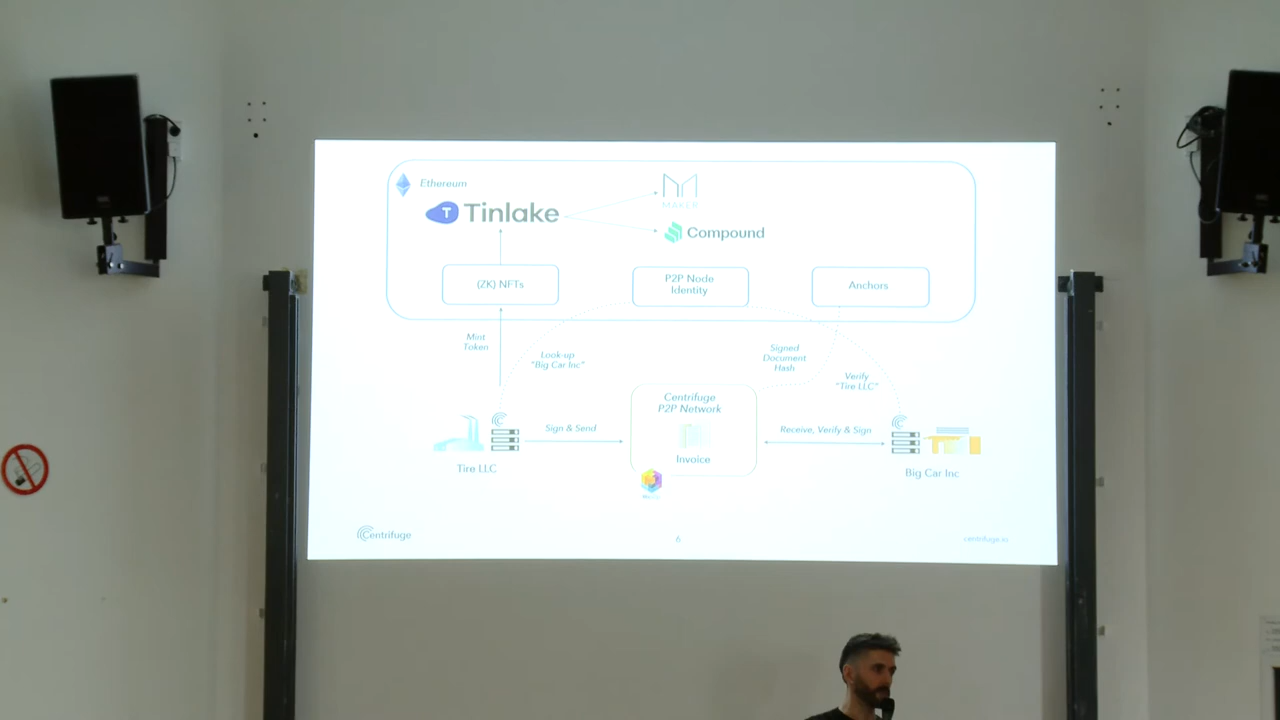 Ethereum
Tinlake
MAKER
Compound
(ZK) NFTs
P2P Node
Identity
Anchors
Mint
Token
Look-up
"Big Car Inc"
Signed
Document
Hash
Verify
"Tire LLC"
Centrifuge
P2P Network
Invoice
Sign & Send
Receive, Verify & Sign
Tire LLC
Big Car Inc
Centrifuge
6
centrifuge.io